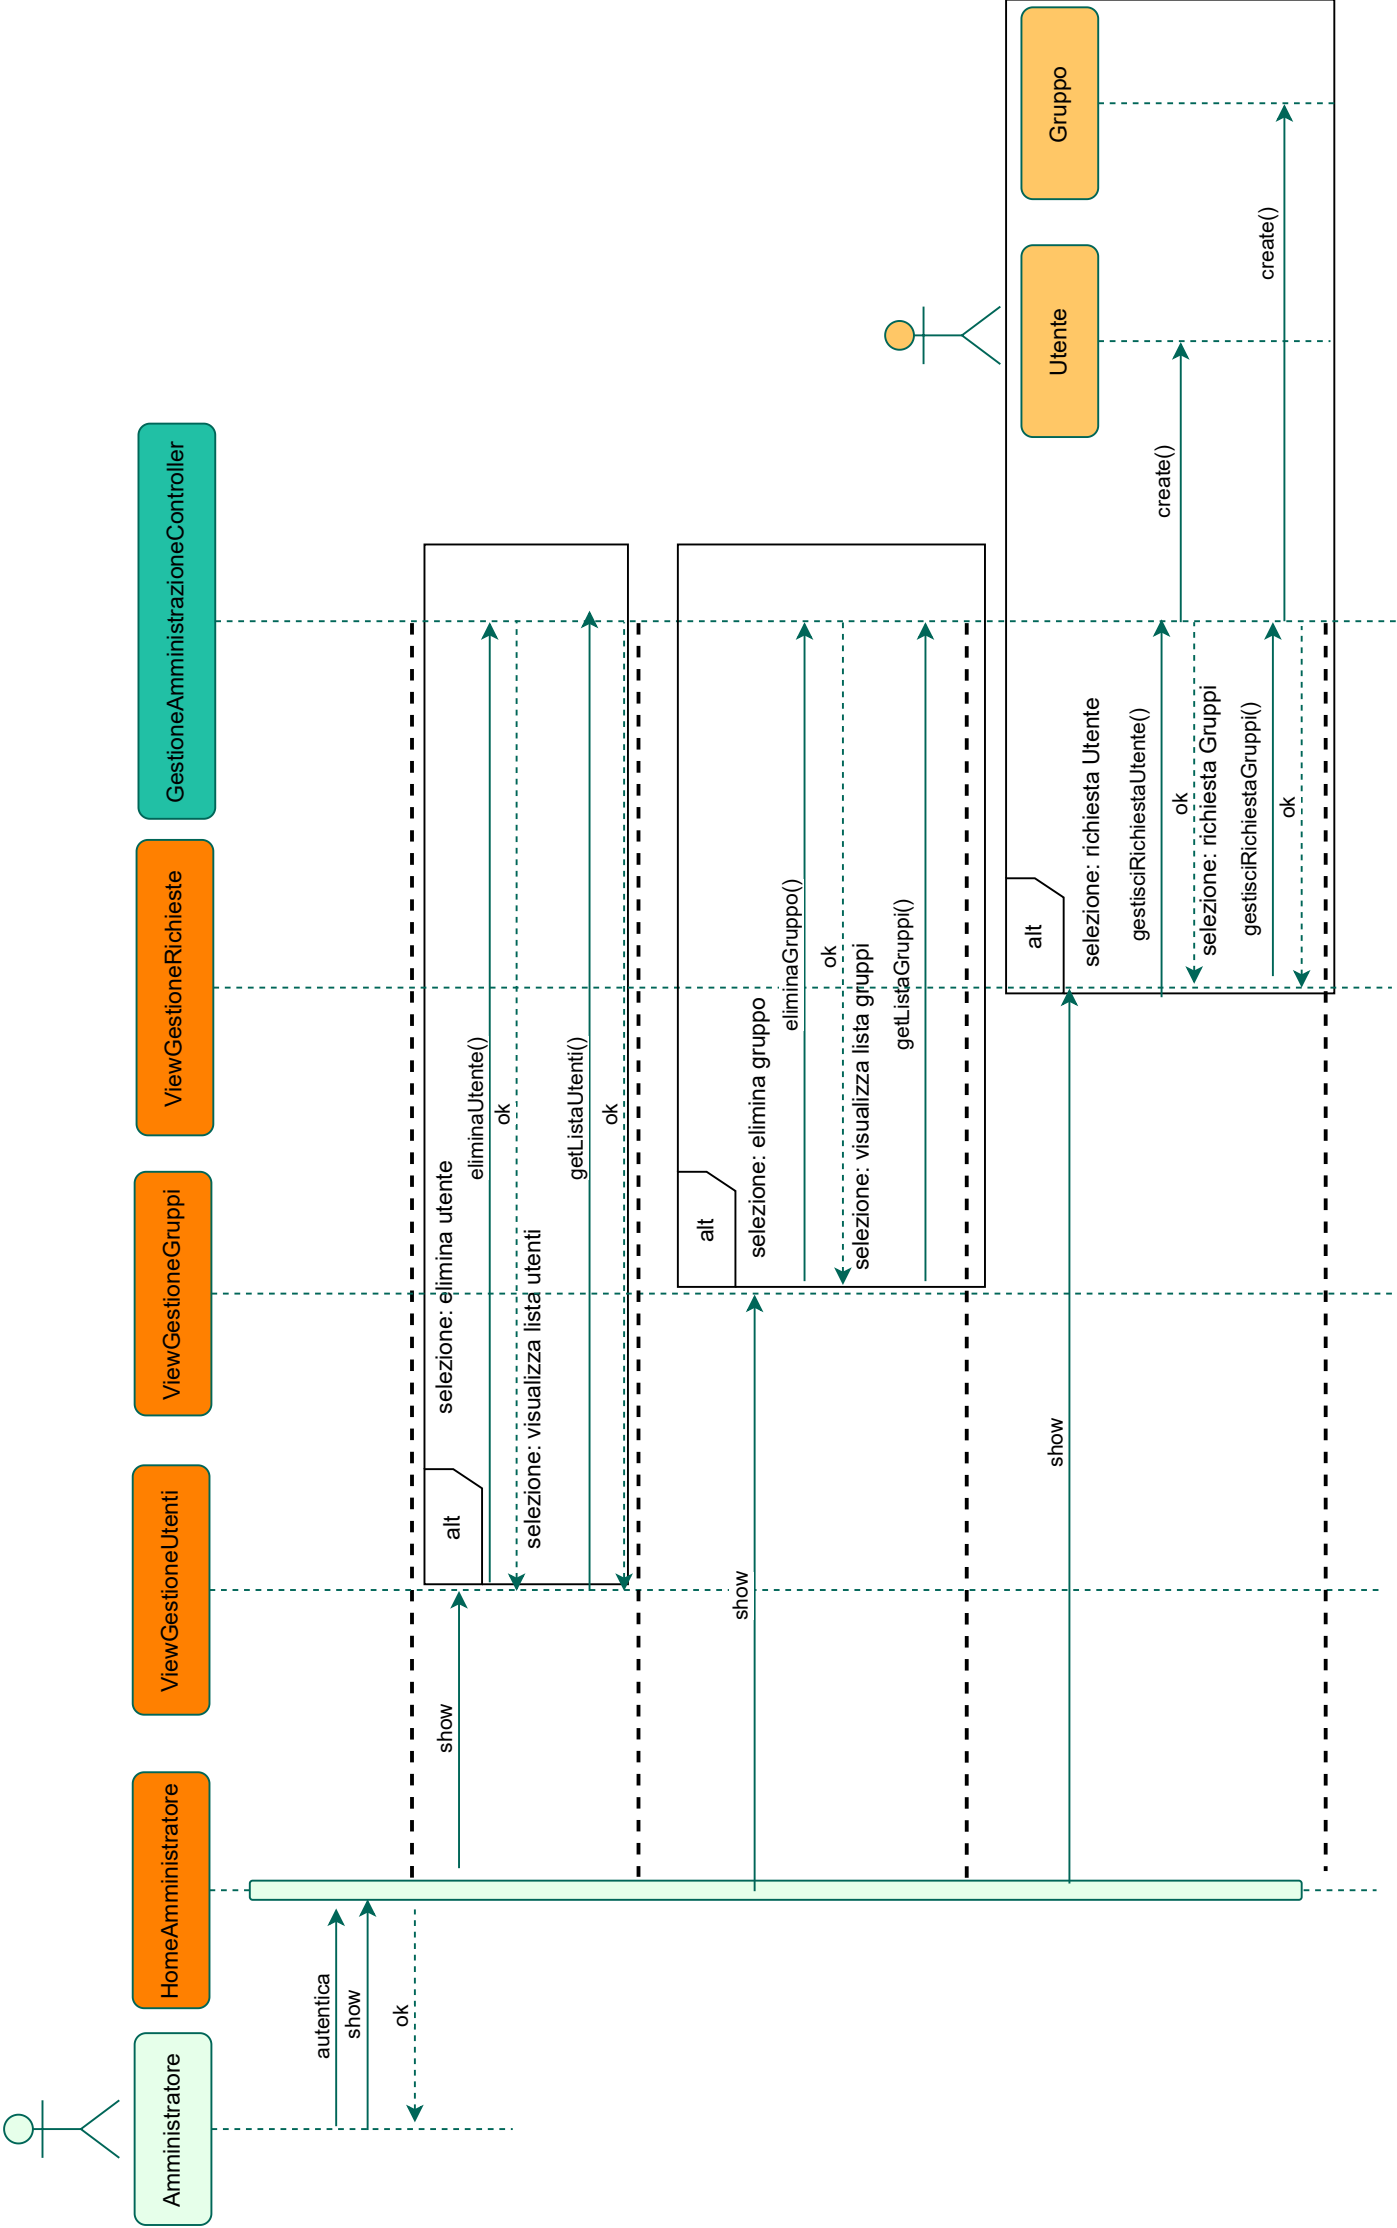 Amministratore
HomeAmministratore
ViewGestioneUtenti
ViewGestioneGruppi
ViewGestioneRichieste
GestioneAmministrazioneController
autentica
show
ok
alt
selezione: elimina utente
show
eliminaUtente()
ok
selezione: visualizza lista utenti
getListaUtenti()
ok
alt
show
selezione: elimina gruppo
eliminaGruppo()
ok
selezione: visualizza lista gruppi
getListaGruppi()
alt
show
Utente
Gruppo
selezione: richiesta Utente
gestisciRichiestaUtente()
create()
ok
selezione: richiesta Gruppi
gestisciRichiestaGruppi()
create()
ok